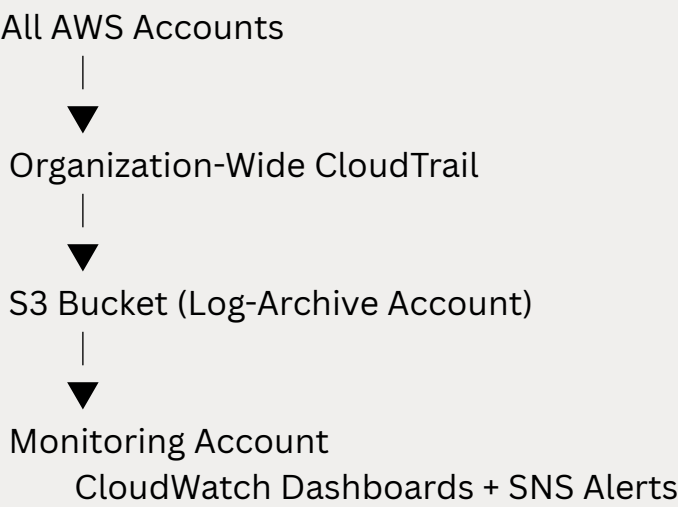 All AWS Accounts
Organization-Wide CloudTrail
S3 Bucket (Log-Archive Account)
Monitoring Account
CloudWatch Dashboards + SNS Alerts